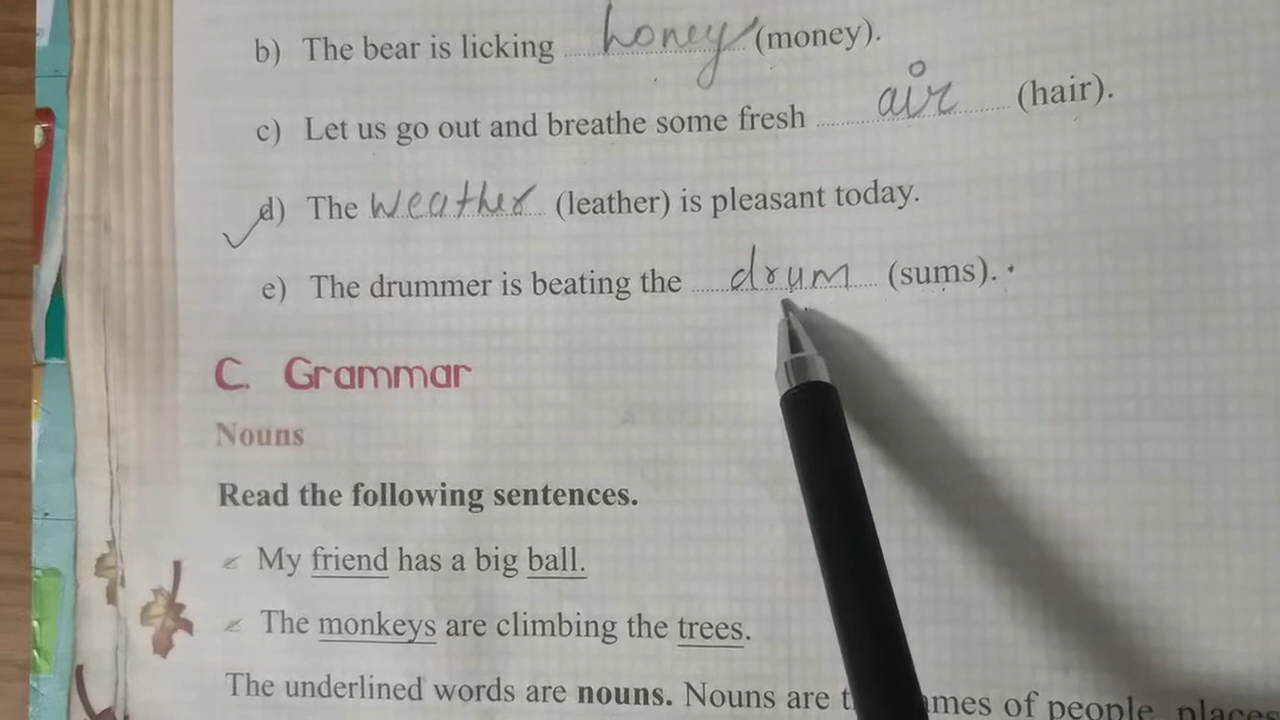 b) The bear is licking honey (money).
c) Let us go out and breathe some fresh air (hair).
d) The weather (leather) is pleasant today.
e) The drummer is beating the drum (sums).
C. Grammar
Nouns
Read the following sentences.
My friend has a big ball.
The monkeys are climbing the trees.
The underlined words are nouns. Nouns are of people, places